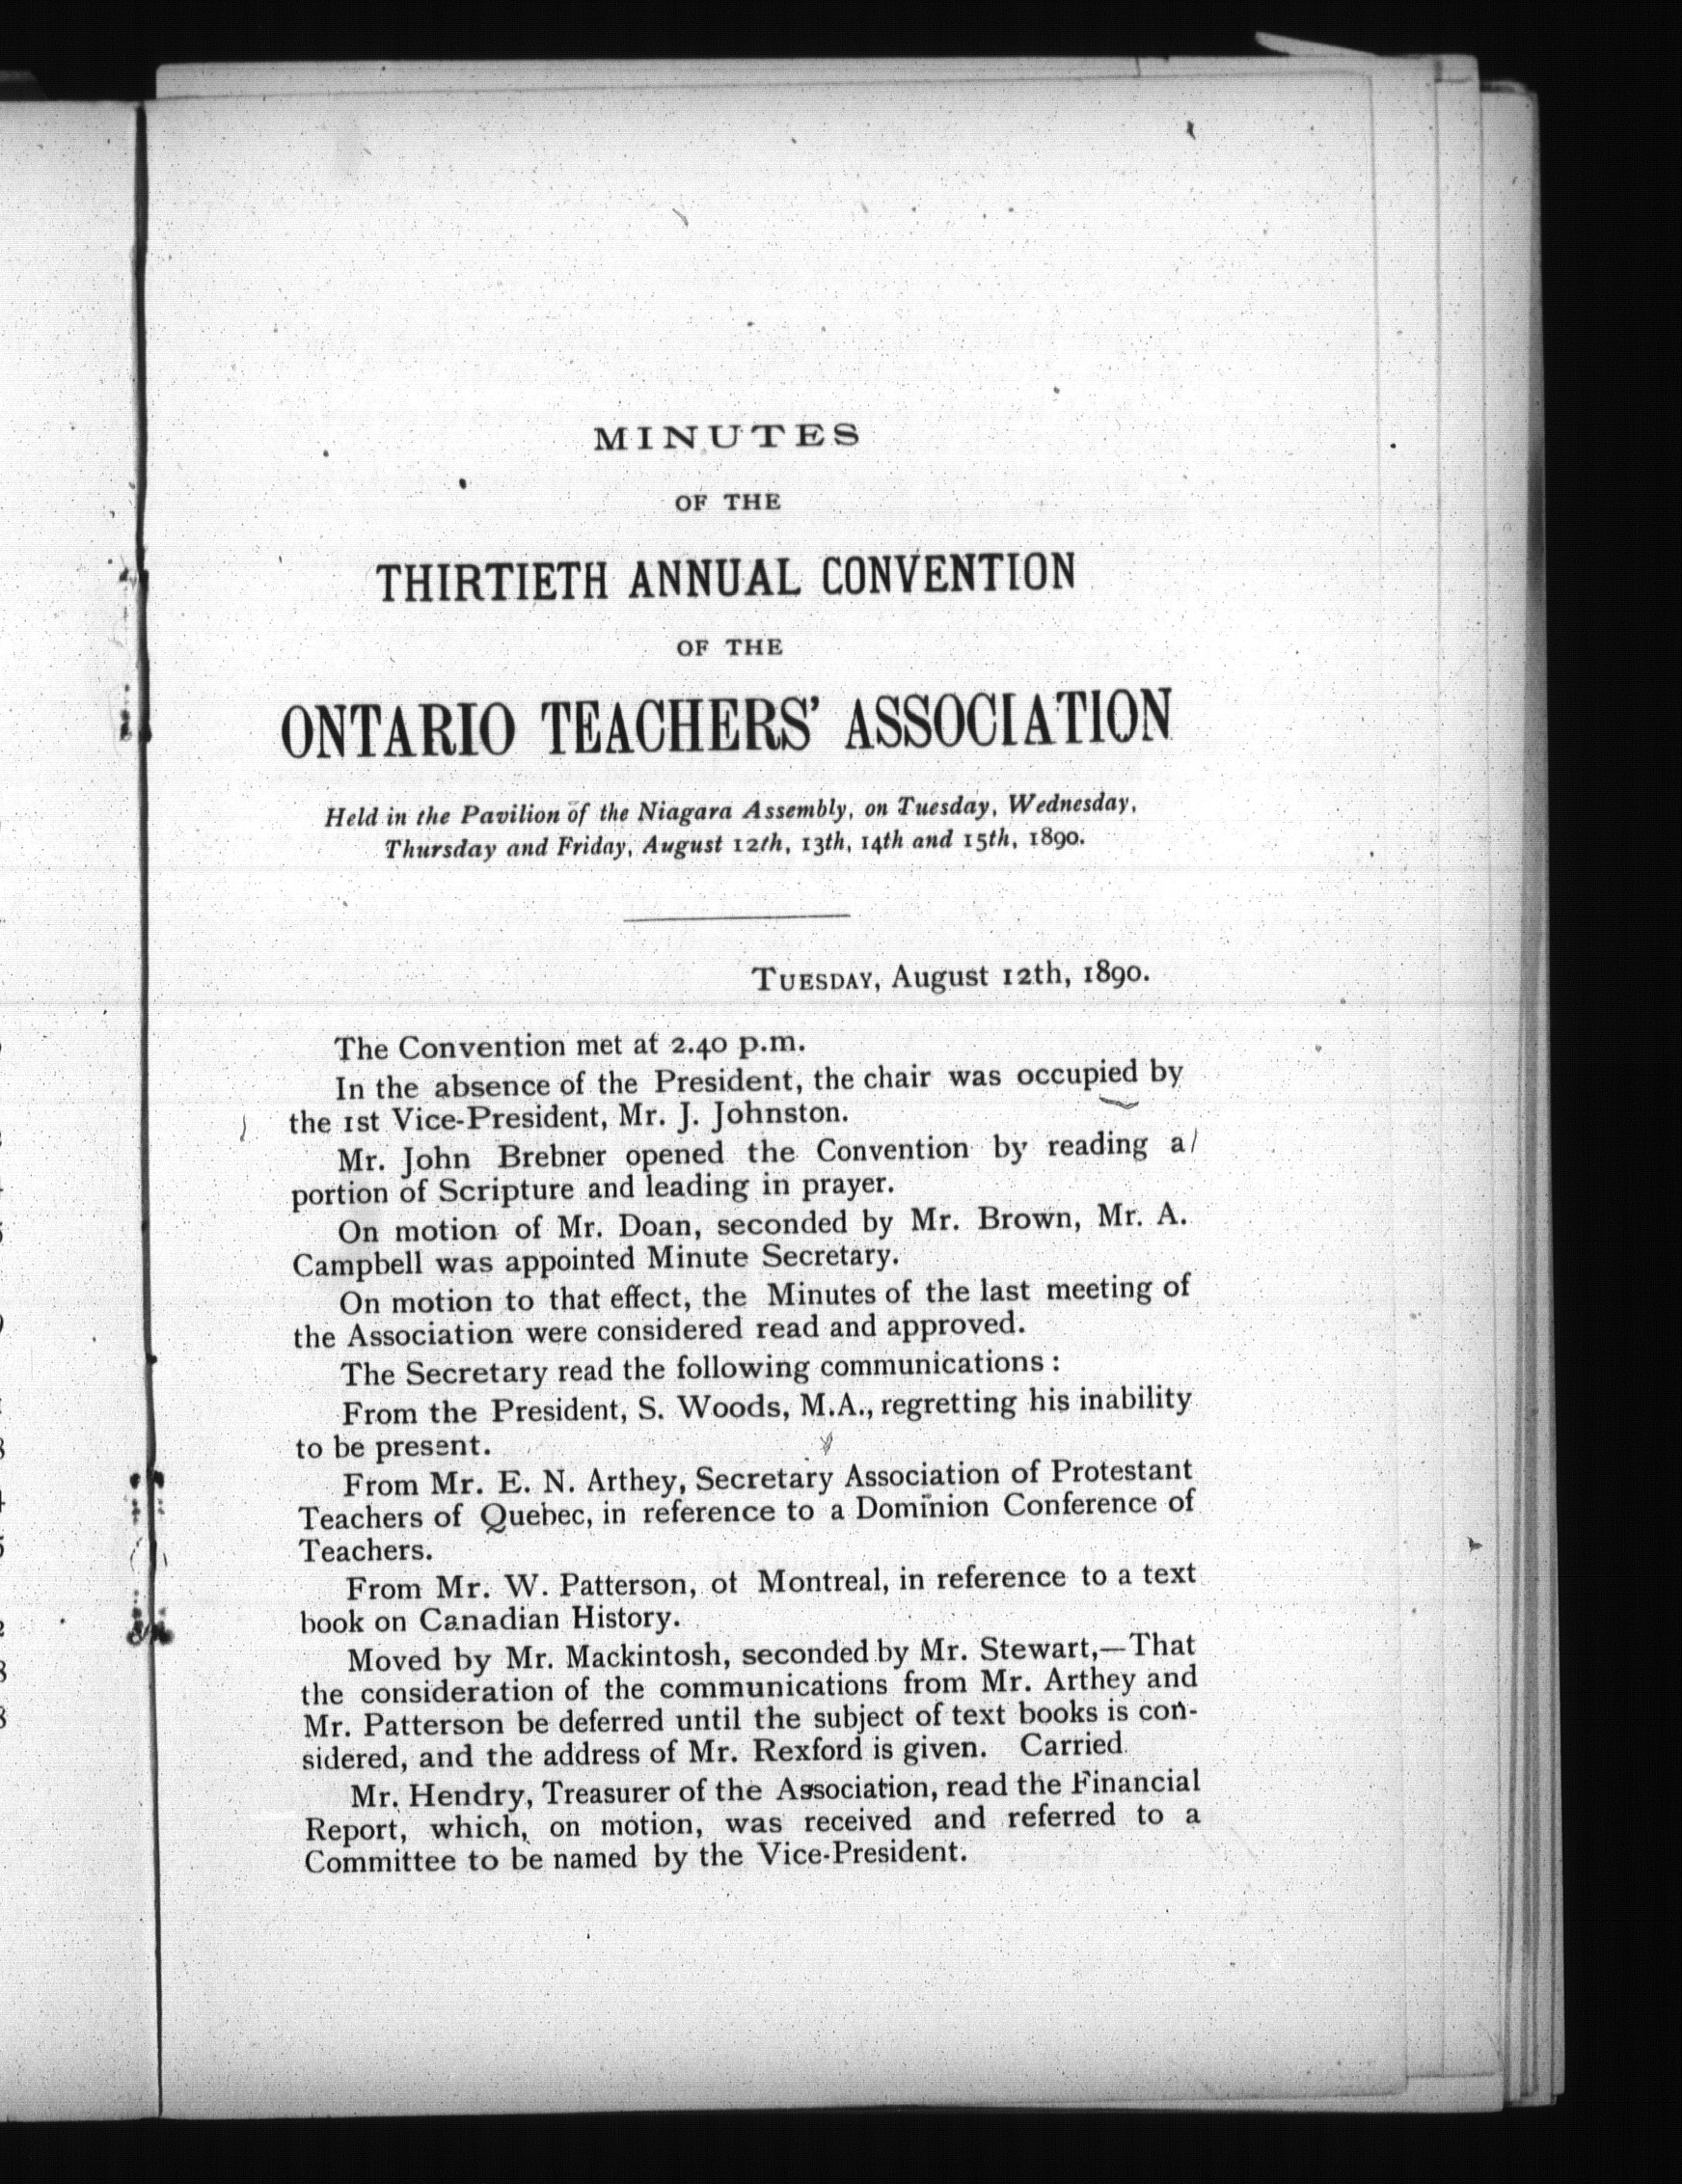 MINUTES
OF THE
THIRTIETH ANNUAL CONVENTION
OF THE
ONTARIO TEACHERS' ASSOCIATION
Held in the Pavilion of the Niagara Assembly, on Tuesday, Wednesday,
Thursday and Friday, August 12th, 13th, 14th and 15th, 1890.
TUESDAY, August 12th, 1890.
The Convention met at 2.40 p.m.
In the absence of the President, the chair was occupied by
the 1st Vice-President, Mr. J. Johnston.
Mr. John Brebner opened the Convention by reading a
portion of Scripture and leading in prayer.
On motion of Mr. Doan, seconded by Mr. Brown, Mr. A.
Campbell was appointed Minute Secretary.
On motion to that effect, the Minutes of the last meeting of
the Association were considered read and approved.
The Secretary read the following communications :
From the President, S. Woods, M.A., regretting his inability
to be present.
From Mr. E. N. Arthey, Secretary Association of Protestant
Teachers of Quebec, in reference to a Dominion Conference of
Teachers.
From Mr. W. Patterson, ot Montreal, in reference to a text
book on Canadian History.
Moved by Mr. Mackintosh, seconded by Mr. Stewart,—That
the consideration of the communications from Mr. Arthey and
Mr. Patterson be deferred until the subject of text books is con-
sidered, and the address of Mr. Rexford is given. Carried
Mr. Hendry, Treasurer of the Association, read the Financial
Report, which, on motion, was received and referred to a
Committee to be named by the Vice-President.